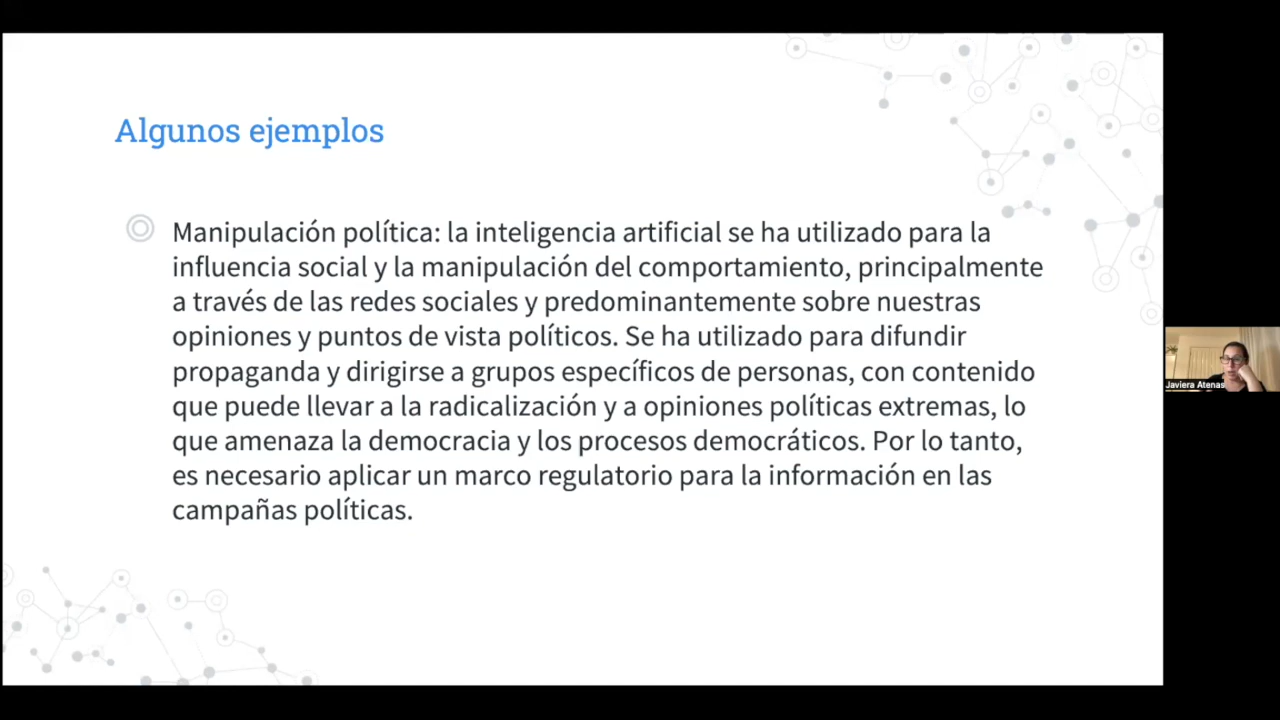 Algunos ejemplos
Manipulación política: la inteligencia artificial se ha utilizado para la
influencia social y la manipulación del comportamiento, principalmente
a través de las redes sociales y predominantemente sobre nuestras
opiniones y puntos de vista políticos. Se ha utilizado para difundir
propaganda y dirigirse a grupos específicos de personas, con contenido
que puede llevar a la radicalización y a opiniones políticas extremas, lo
que amenaza la democracia y los procesos democráticos. Por lo tanto,
es necesario aplicar un marco regulatorio para la información en las
campañas políticas.
Javiera Atenas